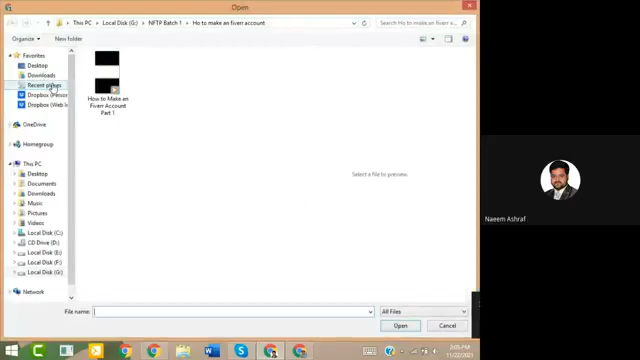 Open
This PC › Local Disk (G:) › NFTP Batch 1 › Ho to make an fiverr account
Search Ho to make an fiverr a...
Organize
New Folder
Favorites
Desktop
Downloads
Recent places
Dropbox (Person
Dropbox (Web I
OneDrive
Homegroup
This PC
Desktop
Documents
Downloads
Music
Pictures
Videos
Local Disk (C:)
CD Drive (D:)
Local Disk (E:)
Local Disk (F:)
Local Disk (G:)
Network
How to Make an
Fiverr Account
Part 1
Select a file to preview.
File name:
All Files
Open
Cancel
Naeem Ashraf
2:05 PM
11/22/2021